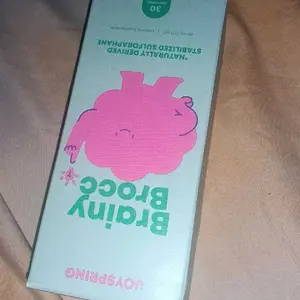 JOYSPRING
Brainy
Brocc
*NATURALLY DERIVED
STABILIZED SULFORAPHANE
30